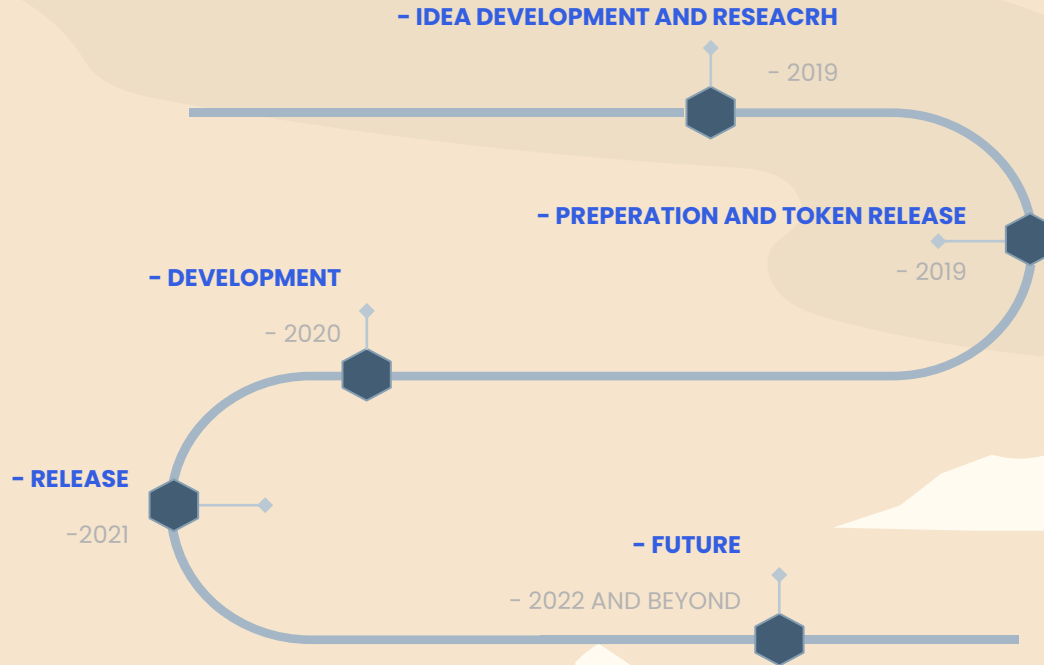 - IDEA DEVELOPMENT AND RESEACRH
- 2019
- PREPERATION AND TOKEN RELEASE
- 2019
- DEVELOPMENT
- 2020
- RELEASE
-2021
- FUTURE
- 2022 AND BEYOND